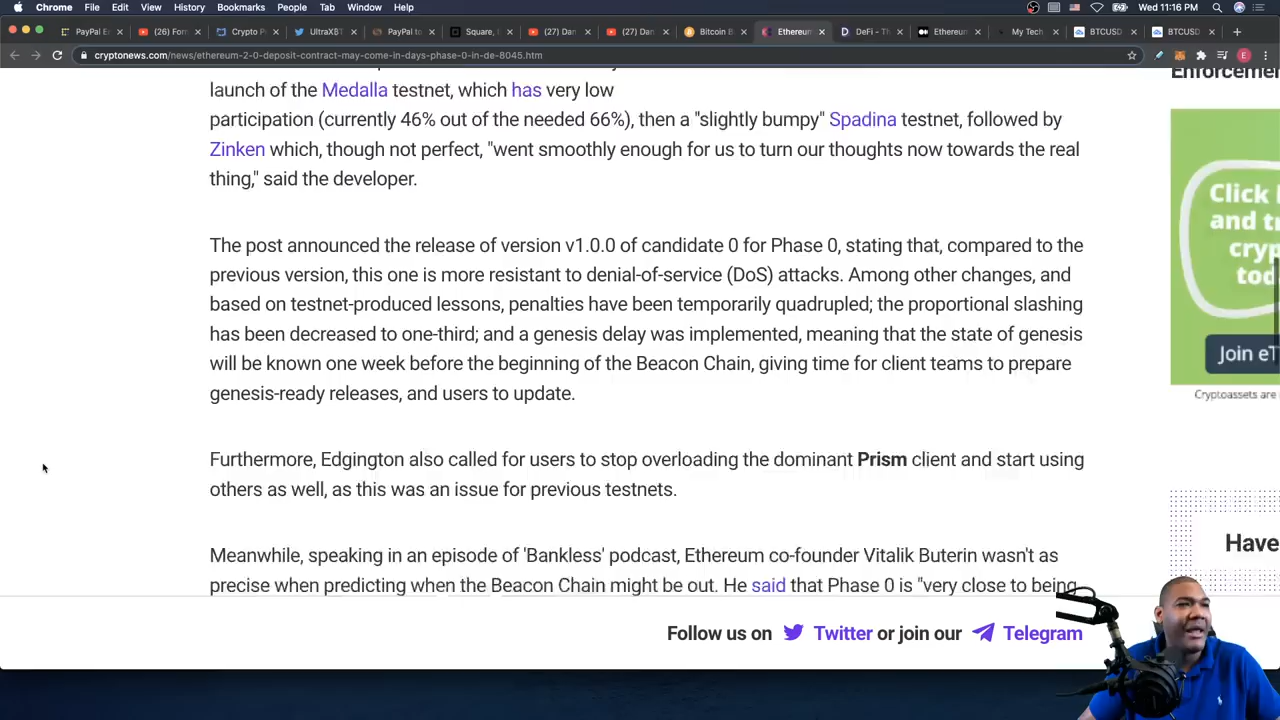 Chrome File Edit View History Bookmarks People Tab Window Help
Wed 11:16 PM
PayPal E
(26) For
Crypto P
UltraXBT
PayPal to
Square,
(27) Dan
(27) Dan
Bitcoin B
Ethereum
DeFi - Th
Ethereum
My Tech
BTCUSD
BTCUSD
cryptonews.com/news/ethereum-2-0-deposit-contract-may-come-in-days-phase-0-in-de-8045.htm
E
launch of the Medalla testnet, which has very low
participation (currently 46% out of the needed 66%), then a "slightly bumpy" Spadina testnet, followed by
Zinken which, though not perfect, "went smoothly enough for us to turn our thoughts now towards the real
thing," said the developer.
The post announced the release of version v1.0.0 of candidate 0 for Phase 0, stating that, compared to the
previous version, this one is more resistant to denial-of-service (DoS) attacks. Among other changes, and
based on testnet-produced lessons, penalties have been temporarily quadrupled; the proportional slashing
has been decreased to one-third; and a genesis delay was implemented, meaning that the state of genesis
will be known one week before the beginning of the Beacon Chain, giving time for client teams to prepare
genesis-ready releases, and users to update.
Furthermore, Edgington also called for users to stop overloading the dominant Prism client and start using
others as well, as this was an issue for previous testnets.
Meanwhile, speaking in an episode of 'Bankless' podcast, Ethereum co-founder Vitalik Buterin wasn't as
precise when predicting when the Beacon Chain might be out. He said that Phase 0 is "very close to being
Follow us on Twitter or join our Telegram
Enforcemen
Click
and tr
cryp
tod
Join eT
Cryptoassets are
Have